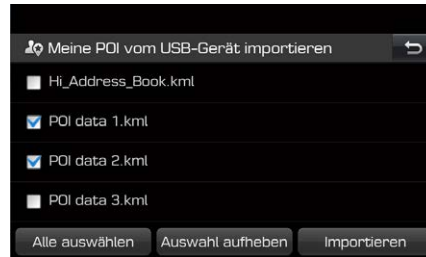 Meine POI vom USB-Gerät importieren
Hi_Address_Book.kml
POI data 1.kml
POI data 2.kml
POI data 3.kml
Alle auswählen Auswahl aufheben Importieren